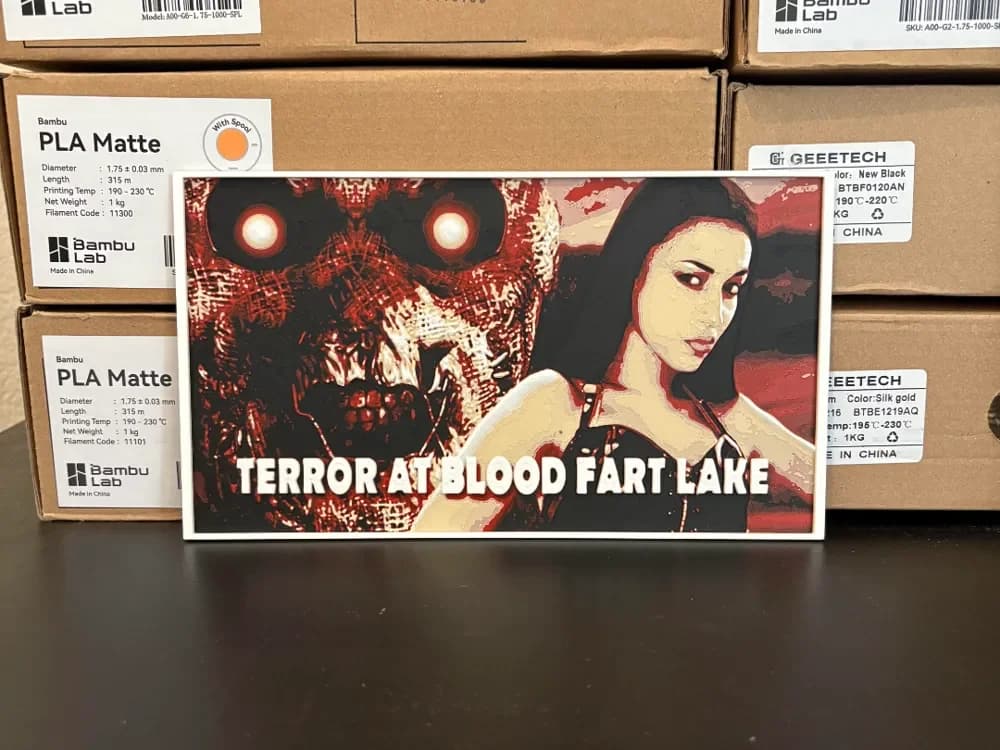 Lab
Model: A00-G6-1.75-1000-SPL
Bambu
Lab
Made in China
SKU: A00-G2-1.75-1000-SP
Bambu
PLA Matte
With Spool
Diameter : 1.75 ± 0.03 mm
Length : 315 m
Printing Temp : 190 - 230 °C
Net Weight : 1 kg
Filament Code : 11300
Bambu
Lab
Made in China
GEEETECH
olor: New Black
BTBF0120AN
190℃-220℃
KG
CHINA
Bambu
PLA Matte
Diameter : 1.75 ± 0.03 mm
Length : 315 m
Printing Temp : 190 - 230 °C
Net Weight : 1 kg
Filament Code : 11101
Bambu
Lab
Made in China
EEETECH
m Color:Silk gold
216 BTBE1219AQ
emp:195℃-230℃
t : 1KG
E IN CHINA
TERROR AT BLOOD FART LAKE